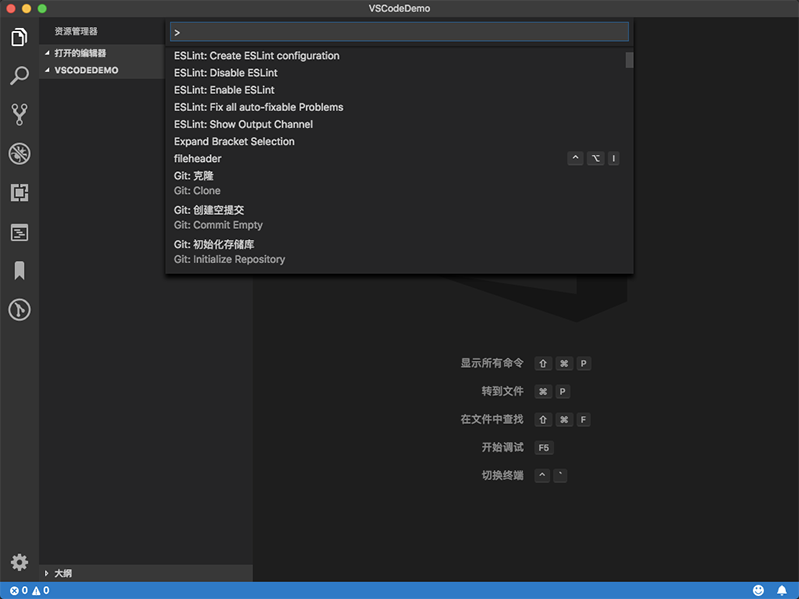 VSCodeDemo
资源管理器
打开的编辑器
VSCODEDEMO
>
ESLint: Create ESLint configuration
ESLint: Disable ESLint
ESLint: Enable ESLint
ESLint: Fix all auto-fixable Problems
ESLint: Show Output Channel
Expand Bracket Selection
fileheader ^ ⌥ I
Git: 克隆
Git: Clone
Git: 创建空提交
Git: Commit Empty
Git: 初始化存储库
Git: Initialize Repository
显示所有命令 ⇧ ⌘ P
转到文件 ⌘ P
在文件中查找 ⇧ ⌘ F
开始调试 F5
切换终端 ^ `
大纲
0 0